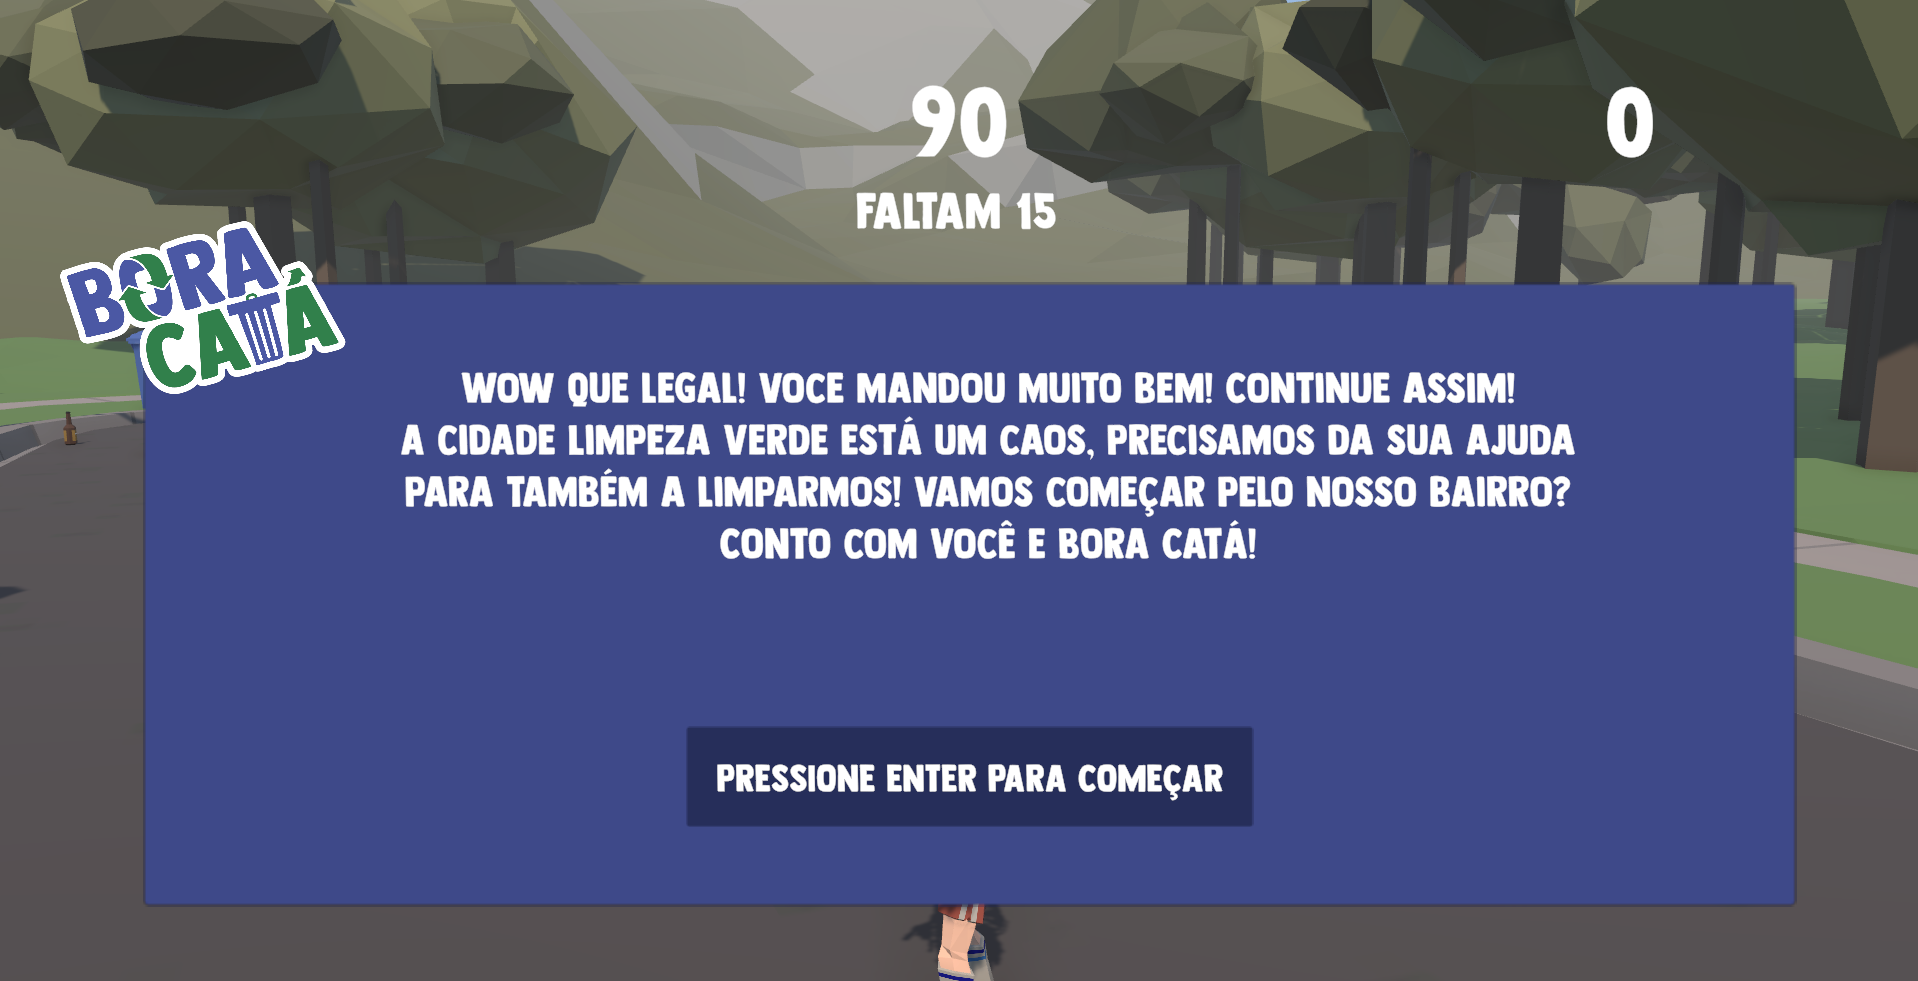 90
0
FALTAM 15
BORA
CATÁ
WOW QUE LEGAL! VOCE MANDOU MUITO BEM! CONTINUE ASSIM!
A CIDADE LIMPEZA VERDE ESTÁ UM CAOS, PRECISAMOS DA SUA AJUDA
PARA TAMBÉM A LIMPARMOS! VAMOS COMEÇAR PELO NOSSO BAIRRO?
CONTO COM VOCÊ E BORA CATÁ!
PRESSIONE ENTER PARA COMEÇAR